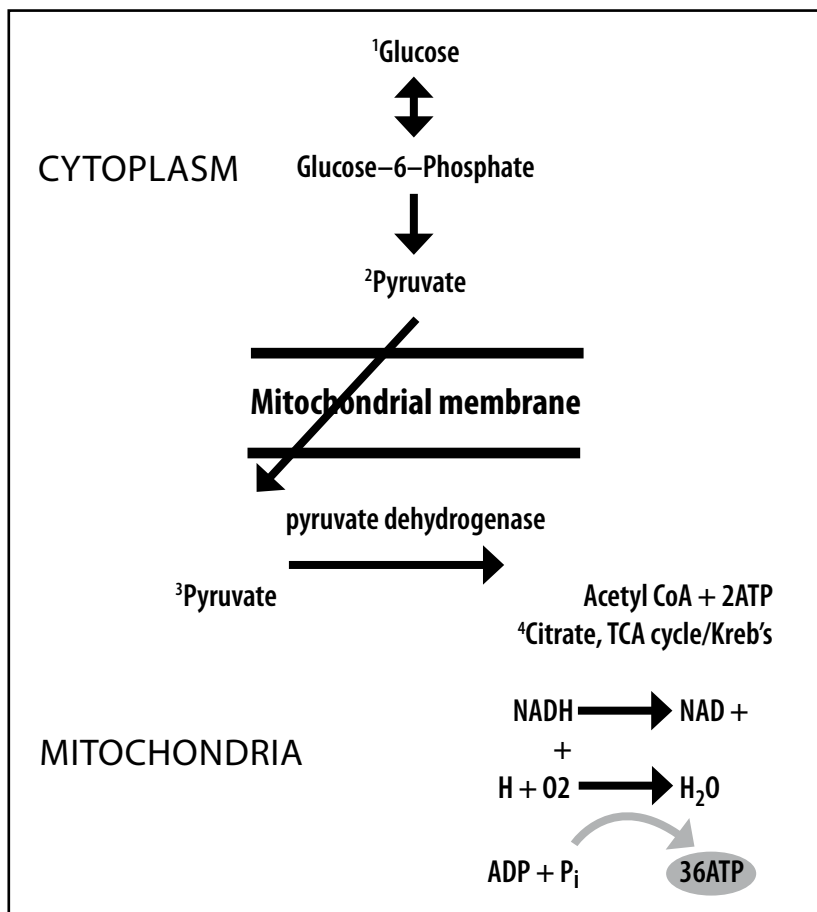 ¹Glucose
CYTOPLASM
Glucose–6–Phosphate
²Pyruvate
Mitochondrial membrane
pyruvate dehydrogenase
³Pyruvate
Acetyl CoA + 2ATP
⁴Citrate, TCA cycle/Kreb's
NADH NAD +
MITOCHONDRIA
+
H + O2 H₂O
ADP + Pᵢ 36ATP